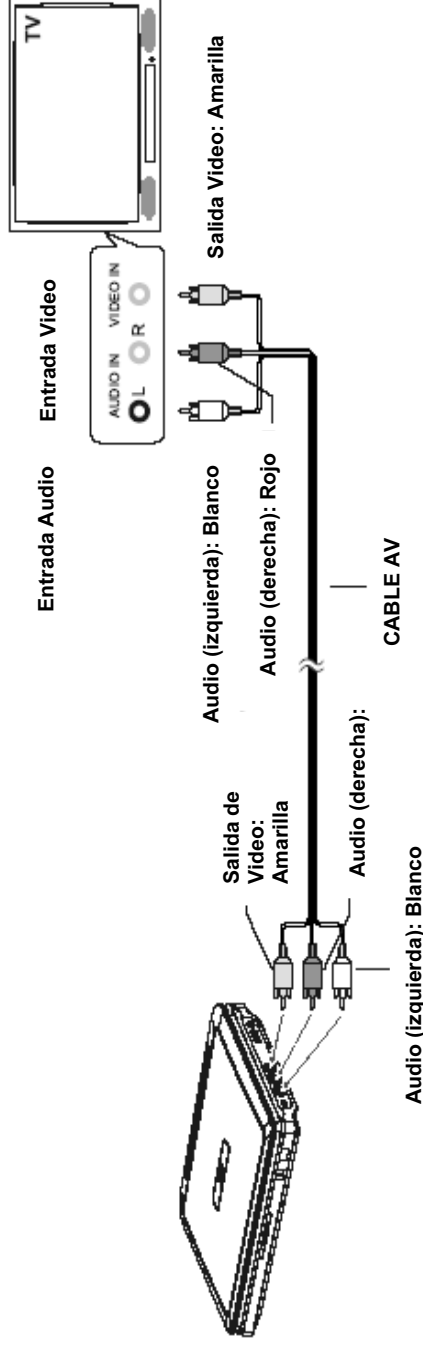 TV
Entrada Audio
Entrada Video
AUDIO IN
VIDEO IN
L
R
Salida Video: Amarilla
Audio (izquierda): Blanco
Audio (derecha): Rojo
CABLE AV
Salida de
Video:
Amarilla
Audio (derecha):
Audio (izquierda): Blanco